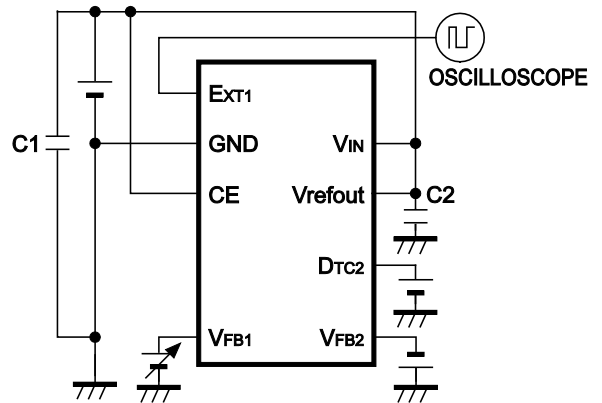 OSCILLOSCOPE
EXT1
C1
GND
VIN
CE
Vrefout
C2
DTC2
VFB1
VFB2